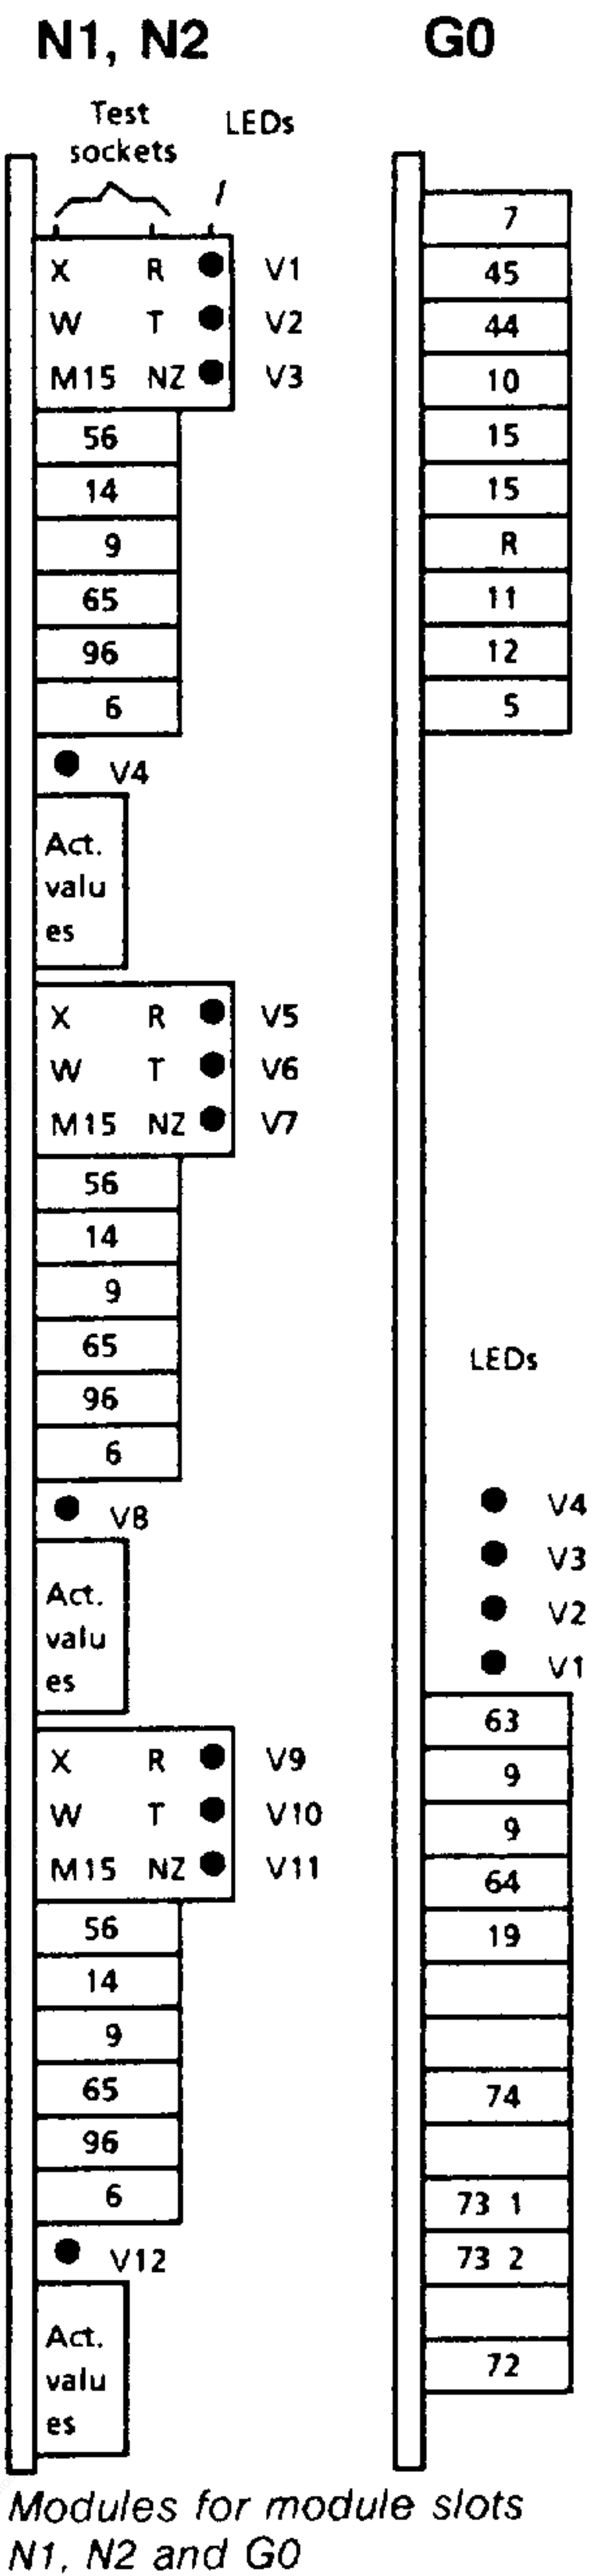 N1, N2
Test
sockets
LEDs
X R V1
W T V2
M15 NZ V3
56
14
9
65
96
6
V4
Act.
valu
es
X R V5
W T V6
M15 NZ V7
56
14
9
65
96
6
V8
Act.
valu
es
X R V9
W T V10
M15 NZ V11
56
14
9
65
96
6
V12
Act.
valu
es
G0
7
45
44
10
15
15
R
11
12
5
LEDs
V4
V3
V2
V1
63
9
9
64
19
74
73 1
73 2
72
Modules for module slots
N1, N2 and G0